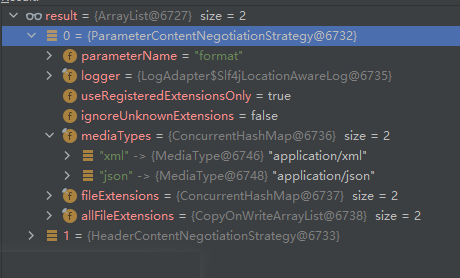 result = {ArrayList@6727} size = 2
0 = {ParameterContentNegotiationStrategy@6732}
parameterName = "format"
logger = {LogAdapter$Slf4jLocationAwareLog@6735}
useRegisteredExtensionsOnly = true
ignoreUnknownExtensions = false
mediaTypes = {ConcurrentHashMap@6736} size = 2
"xml" -> {MediaType@6746} "application/xml"
"json" -> {MediaType@6748} "application/json"
fileExtensions = {ConcurrentHashMap@6737} size = 2
allFileExtensions = {CopyOnWriteArrayList@6738} size = 2
1 = {HeaderContentNegotiationStrategy@6733}